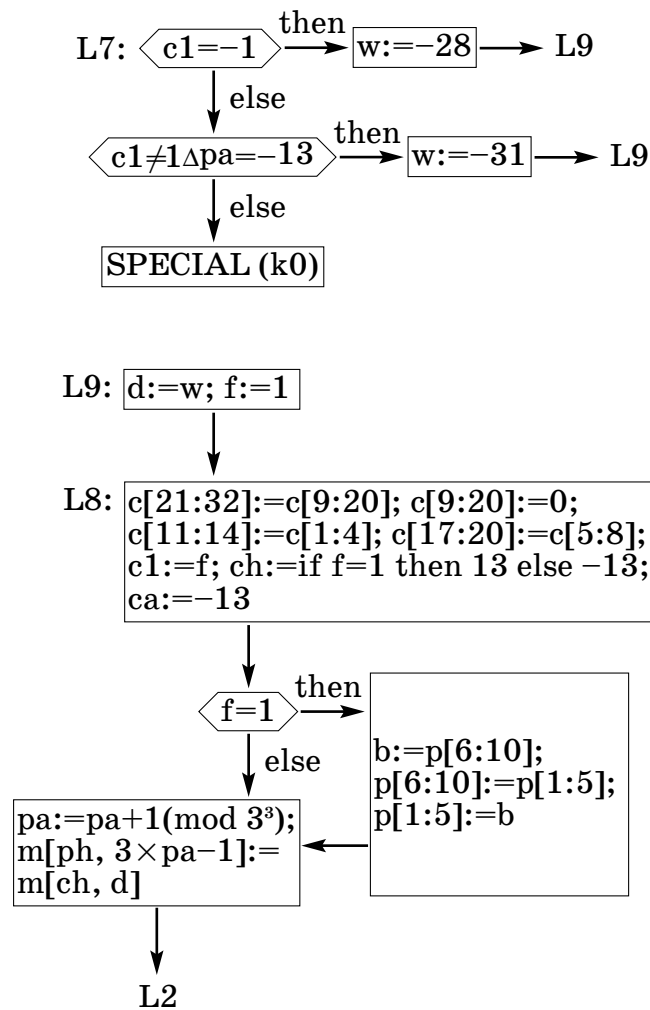 L7: c1=−1 then w:=−28 L9
else
c1≠1∆pa=−13 then w:=−31 L9
else
SPECIAL (k0)
L9: d:=w; f:=1
L8: c[21:32]:=c[9:20]; c[9:20]:=0;
c[11:14]:=c[1:4]; c[17:20]:=c[5:8];
c1:=f; ch:=if f=1 then 13 else −13;
ca:=−13
f=1 then
else
b:=p[6:10];
p[6:10]:=p[1:5];
p[1:5]:=b
pa:=pa+1(mod 3³);
m[ph, 3×pa−1]:=
m[ch, d]
L2